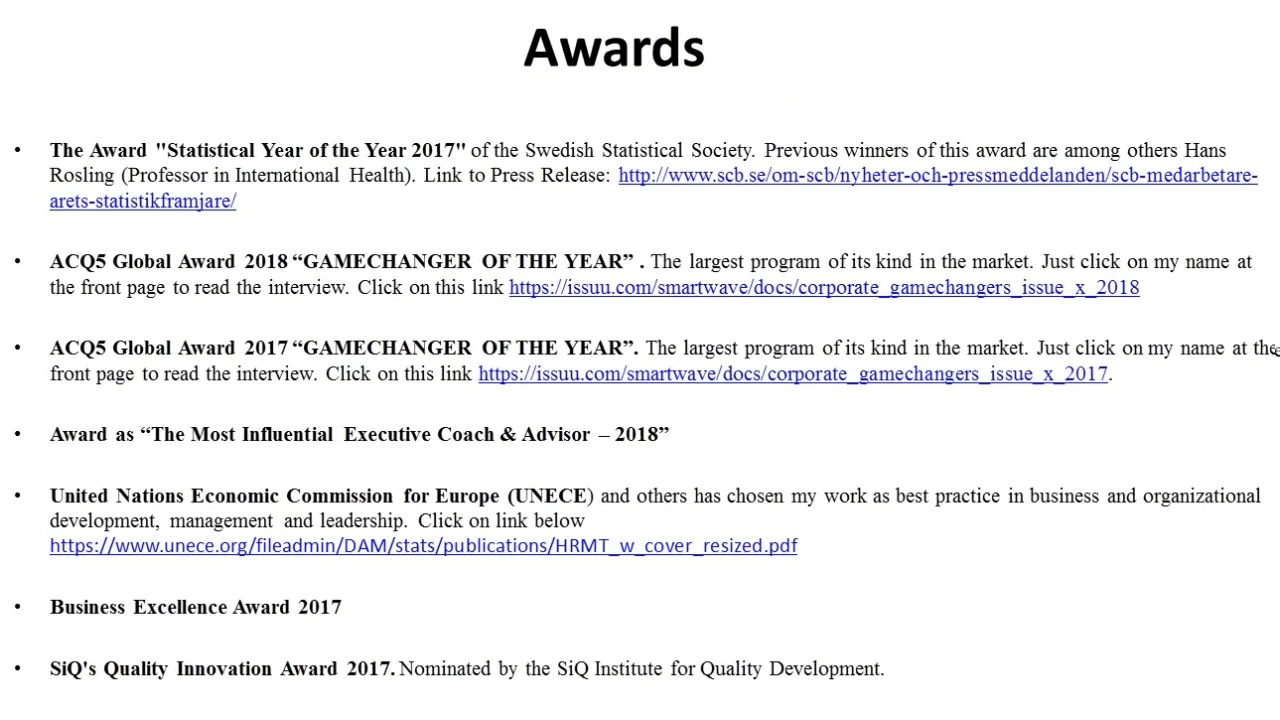 Awards
• The Award "Statistical Year of the Year 2017" of the Swedish Statistical Society. Previous winners of this award are among others Hans
Rosling (Professor in International Health). Link to Press Release: http://www.scb.se/om-scb/nyheter-och-pressmeddelanden/scb-medarbetare-
arets-statistikframjare/
• ACQ5 Global Award 2018 “GAMECHANGER OF THE YEAR” . The largest program of its kind in the market. Just click on my name at
the front page to read the interview. Click on this link https://issuu.com/smartwave/docs/corporate_gamechangers_issue_x_2018
• ACQ5 Global Award 2017 “GAMECHANGER OF THE YEAR”. The largest program of its kind in the market. Just click on my name at the
front page to read the interview. Click on this link https://issuu.com/smartwave/docs/corporate_gamechangers_issue_x_2017.
• Award as “The Most Influential Executive Coach & Advisor – 2018”
• United Nations Economic Commission for Europe (UNECE) and others has chosen my work as best practice in business and organizational
development, management and leadership. Click on link below
https://www.unece.org/fileadmin/DAM/stats/publications/HRMT_w_cover_resized.pdf
• Business Excellence Award 2017
• SiQ's Quality Innovation Award 2017. Nominated by the SiQ Institute for Quality Development.